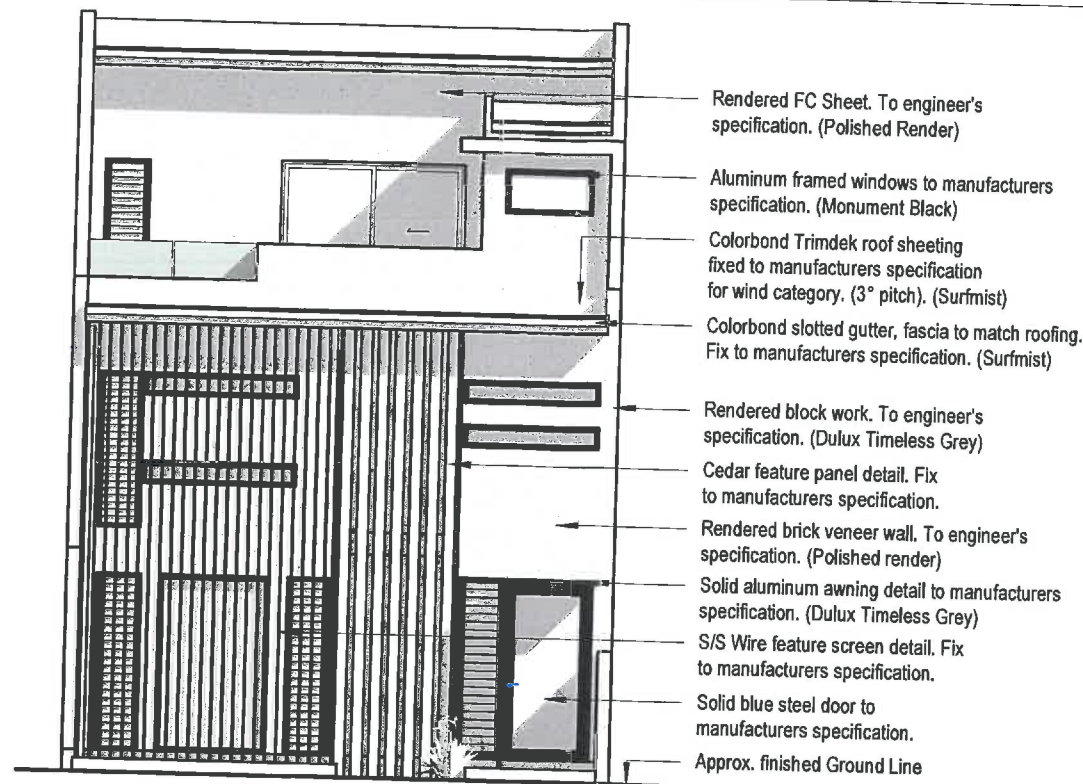 Rendered FC Sheet. To engineer's
specification. (Polished Render)
Aluminum framed windows to manufacturers
specification. (Monument Black)
Colorbond Trimdek roof sheeting
fixed to manufacturers specification
for wind category. (3° pitch). (Surfmist)
Colorbond slotted gutter, fascia to match roofing.
Fix to manufacturers specification. (Surfmist)
Rendered block work. To engineer's
specification. (Dulux Timeless Grey)
Cedar feature panel detail. Fix
to manufacturers specification.
Rendered brick veneer wall. To engineer's
specification. (Polished render)
Solid aluminum awning detail to manufacturers
specification. (Dulux Timeless Grey)
S/S Wire feature screen detail. Fix
to manufacturers specification.
Solid blue steel door to
manufacturers specification.
Approx. finished Ground Line